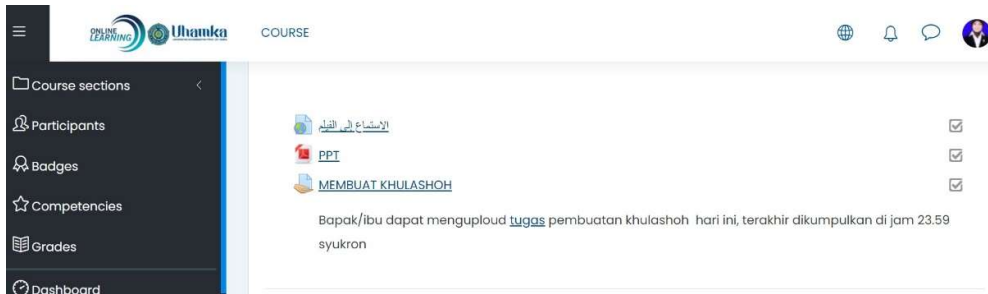 ONLINE LEARNING Uhamka COURSE
Course sections
Participants
Badges
Competencies
Grades
Dashboard
الاستماع إلى الفيلم
PPT
MEMBUAT KHULASHOH
Bapak/ibu dapat menguploud tugas pembuatan khulashoh hari ini, terakhir dikumpulkan di jam 23.59
syukron